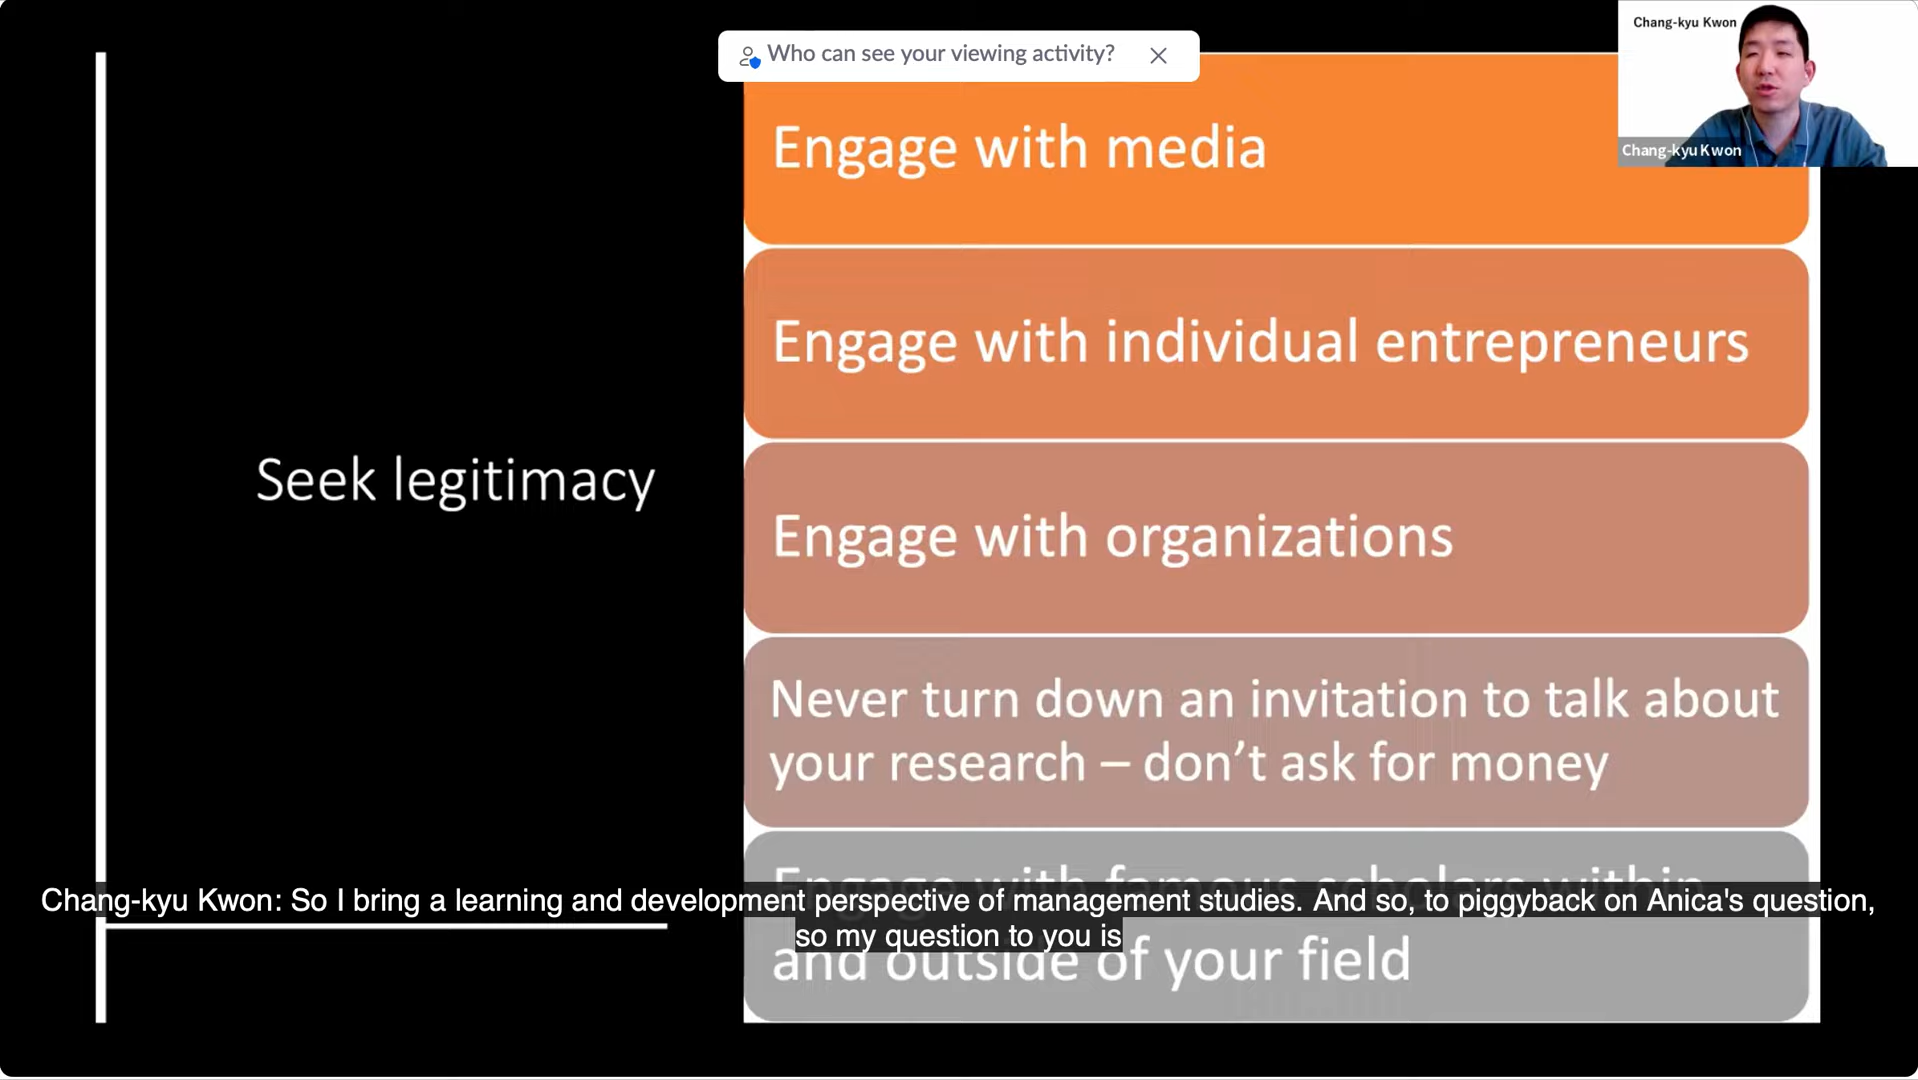 Who can see your viewing activity?
Chang-kyu Kwon
Chang-kyu Kwon
Seek legitimacy
Engage with media
Engage with individual entrepreneurs
Engage with organizations
Never turn down an invitation to talk about
your research – don’t ask for money
Engage with famous scholars within
and outside of your field
Chang-kyu Kwon: So I bring a learning and development perspective of management studies. And so, to piggyback on Anica's question,
so my question to you is